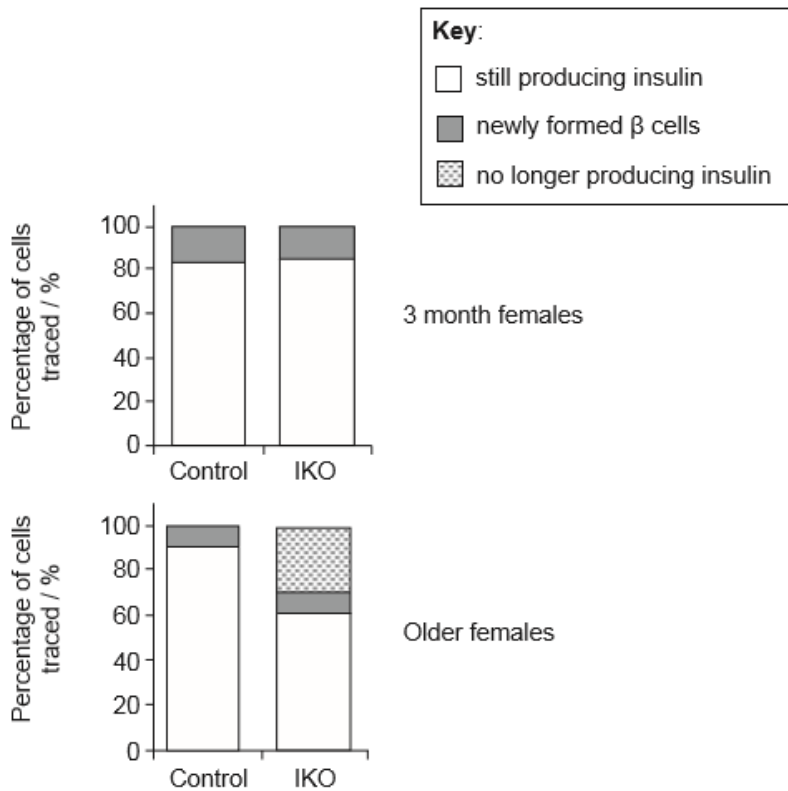 Key:
still producing insulin
newly formed β cells
no longer producing insulin
Percentage of cells
traced / %
100
80
60
40
20
0
Control IKO
3 month females
Percentage of cells
traced / %
100
80
60
40
20
0
Control IKO
Older females